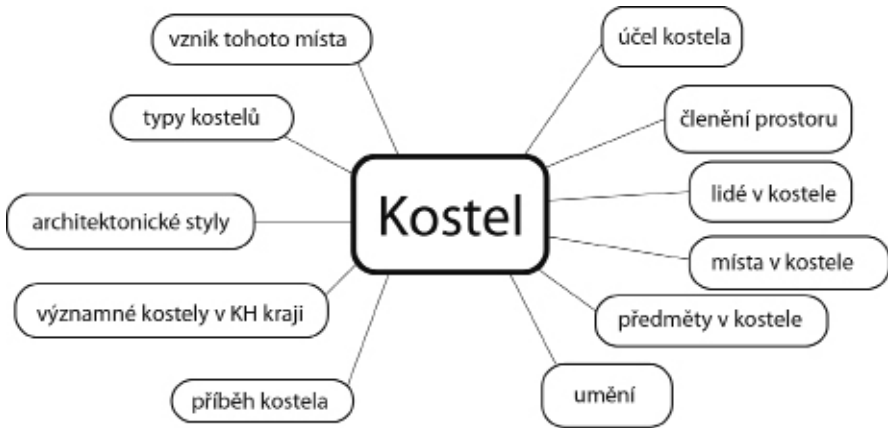 vznik tohoto místa
účel kostela
typy kostelů
členění prostoru
Kostel
lidé v kostele
architektonické styly
místa v kostele
významné kostely v KH kraji
předměty v kostele
příběh kostela
umění